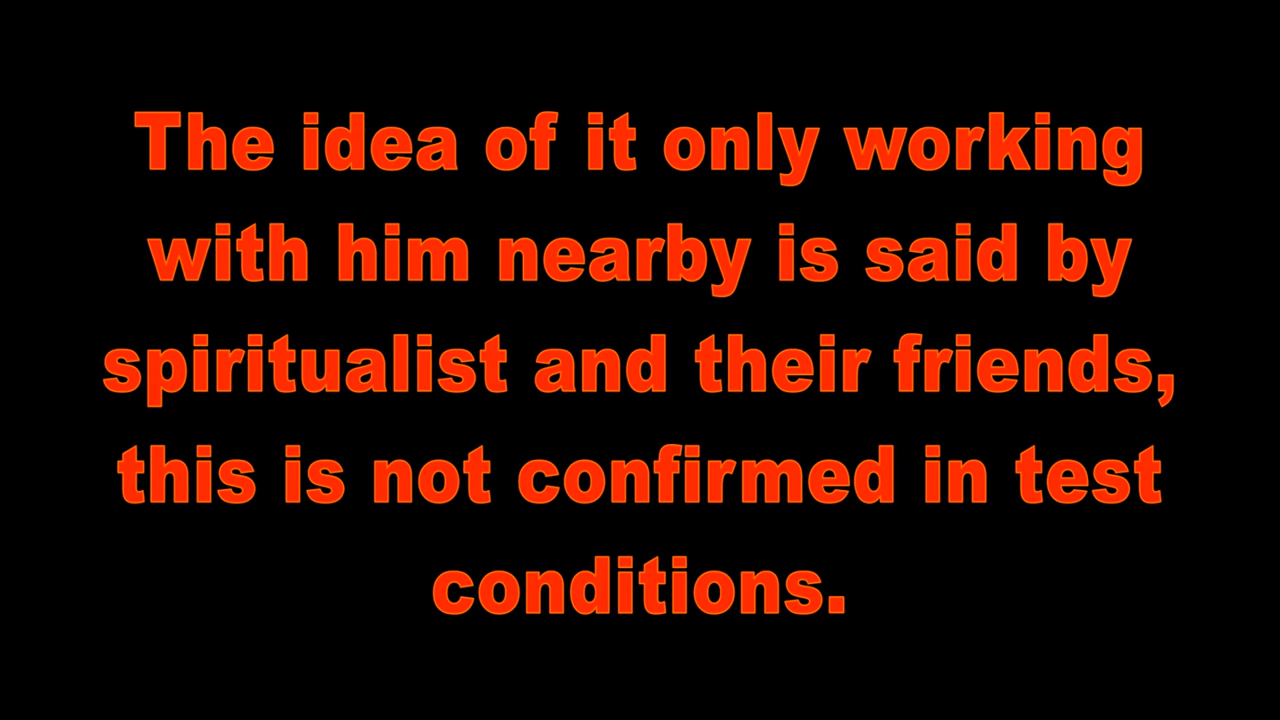 The idea of it only working
with him nearby is said by
spiritualist and their friends,
this is not confirmed in test
conditions.